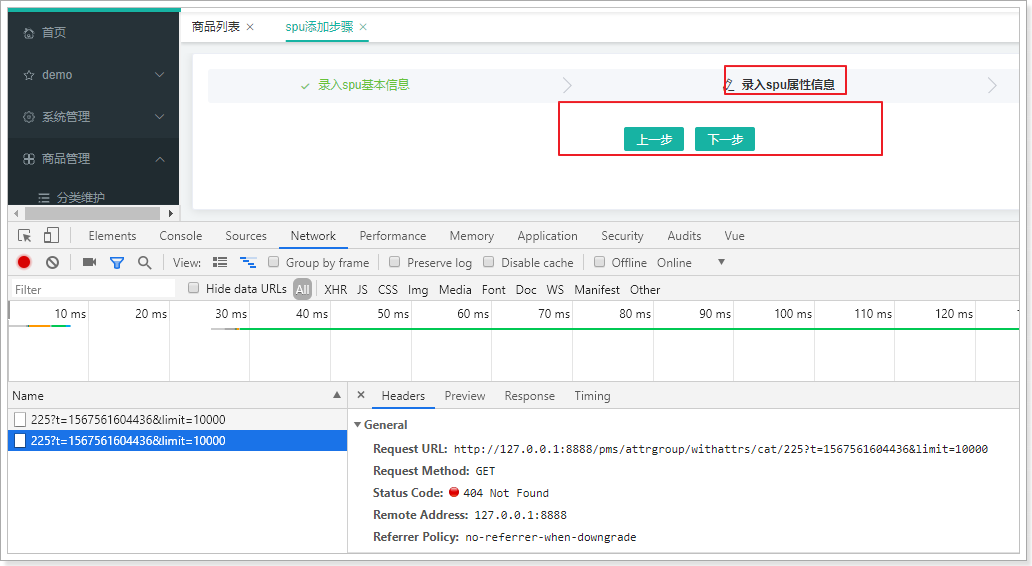 首页
商品列表 ×
spu添加步骤 ×
demo
系统管理
商品管理
分类维护
录入spu基本信息
录入spu属性信息
上一步
下一步
Elements Console Sources Network Performance Memory Application Security Audits Vue
View: Group by frame Preserve log Disable cache Offline Online
Filter Hide data URLs All XHR JS CSS Img Media Font Doc WS Manifest Other
10 ms 20 ms 30 ms 40 ms 50 ms 60 ms 70 ms 80 ms 90 ms 100 ms 110 ms 120 ms
Name
225?t=1567561604436&limit=10000
225?t=1567561604436&limit=10000
× Headers Preview Response Timing
General
Request URL: http://127.0.0.1:8888/pms/attrgroup/withattrs/cat/225?t=1567561604436&limit=10000
Request Method: GET
Status Code: 404 Not Found
Remote Address: 127.0.0.1:8888
Referrer Policy: no-referrer-when-downgrade